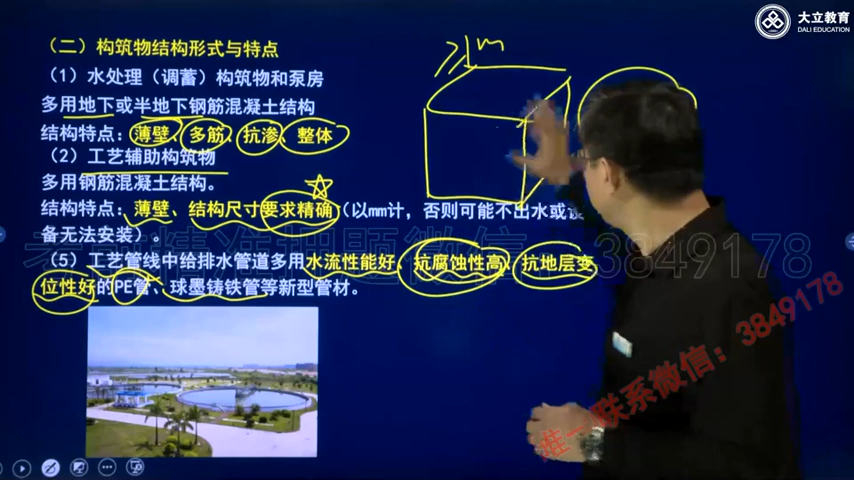 大立教育
DALI EDUCATION
（二）构筑物结构形式与特点
（1）水处理（调蓄）构筑物和泵房
多用地下或半地下钢筋混凝土结构
结构特点：薄壁、多筋、抗渗、整体
（2）工艺辅助构筑物
多用钢筋混凝土结构。
结构特点：薄壁、结构尺寸要求精确（以mm计，否则可能不出水或设
备无法安装）。
（5）工艺管线中给排水管道多用水流性能好、抗腐蚀性高、抗地层变
位性好的PE管、球墨铸铁管等新型管材。
m
精准押题微信：3849178
唯一联系微信：3849178